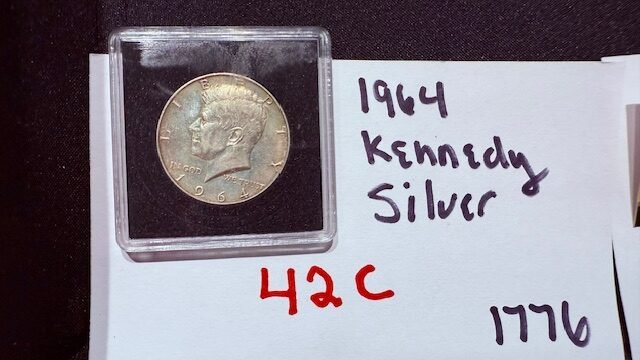 LIBERTY
IN GOD WE TRUST
1964
1964
Kennedy
Silver
42C
1776